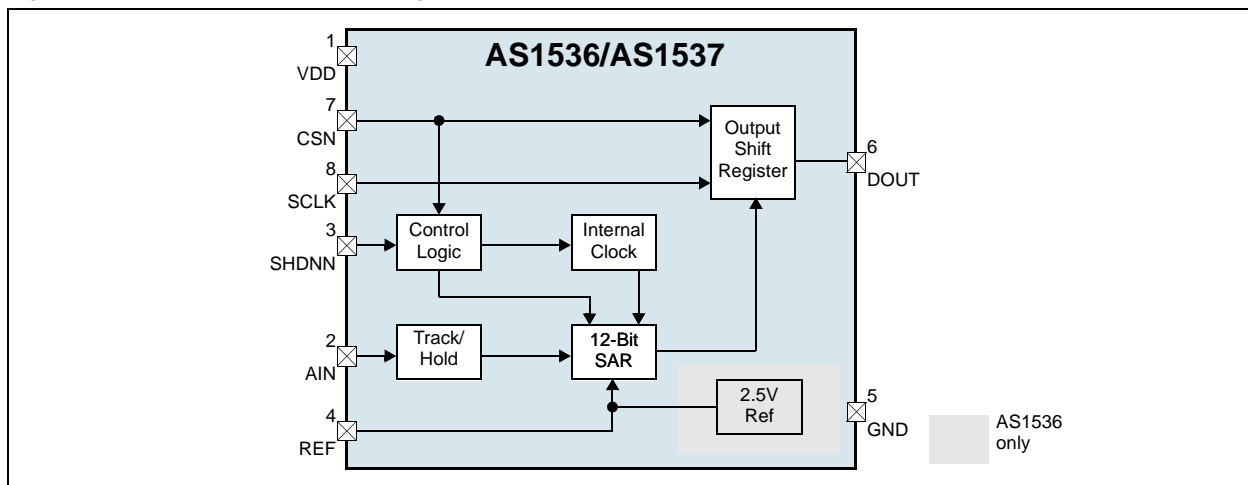 AS1536/AS1537
1
VDD
7
CSN
8
SCLK
3
SHDNN
2
AIN
4
REF
Output
Shift
Register
6
DOUT
Control
Logic
Internal
Clock
Track/
Hold
12-Bit
SAR
2.5V
Ref
5
GND
AS1536
only